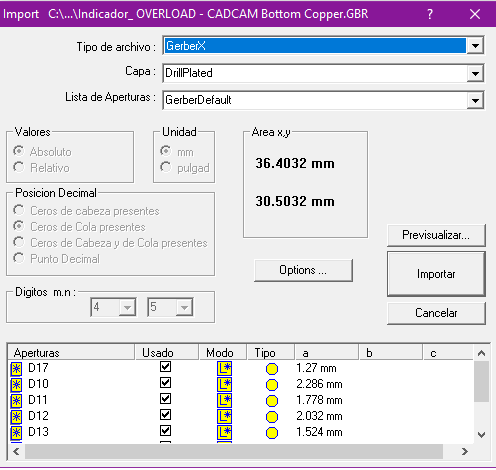 Import C:\...\Indicador_ OVERLOAD - CADCAM Bottom Copper.GBR
Tipo de archivo : GerberX
Capa : DrillPlated
Lista de Aperturas : GerberDefault
Valores
Absoluto
Relativo
Unidad
mm
pulgad
Area x,y
36.4032 mm
30.5032 mm
Posicion Decimal
Ceros de cabeza presentes
Ceros de Cola presentes
Ceros de Cabeza y de Cola presentes
Punto Decimal
Previsualizar...
Options ...
Importar
Digitos m.n : 4 5
Cancelar
Aperturas Usado Modo Tipo a b c
D17 1.27 mm
D10 2.286 mm
D11 1.778 mm
D12 2.032 mm
D13 1.524 mm